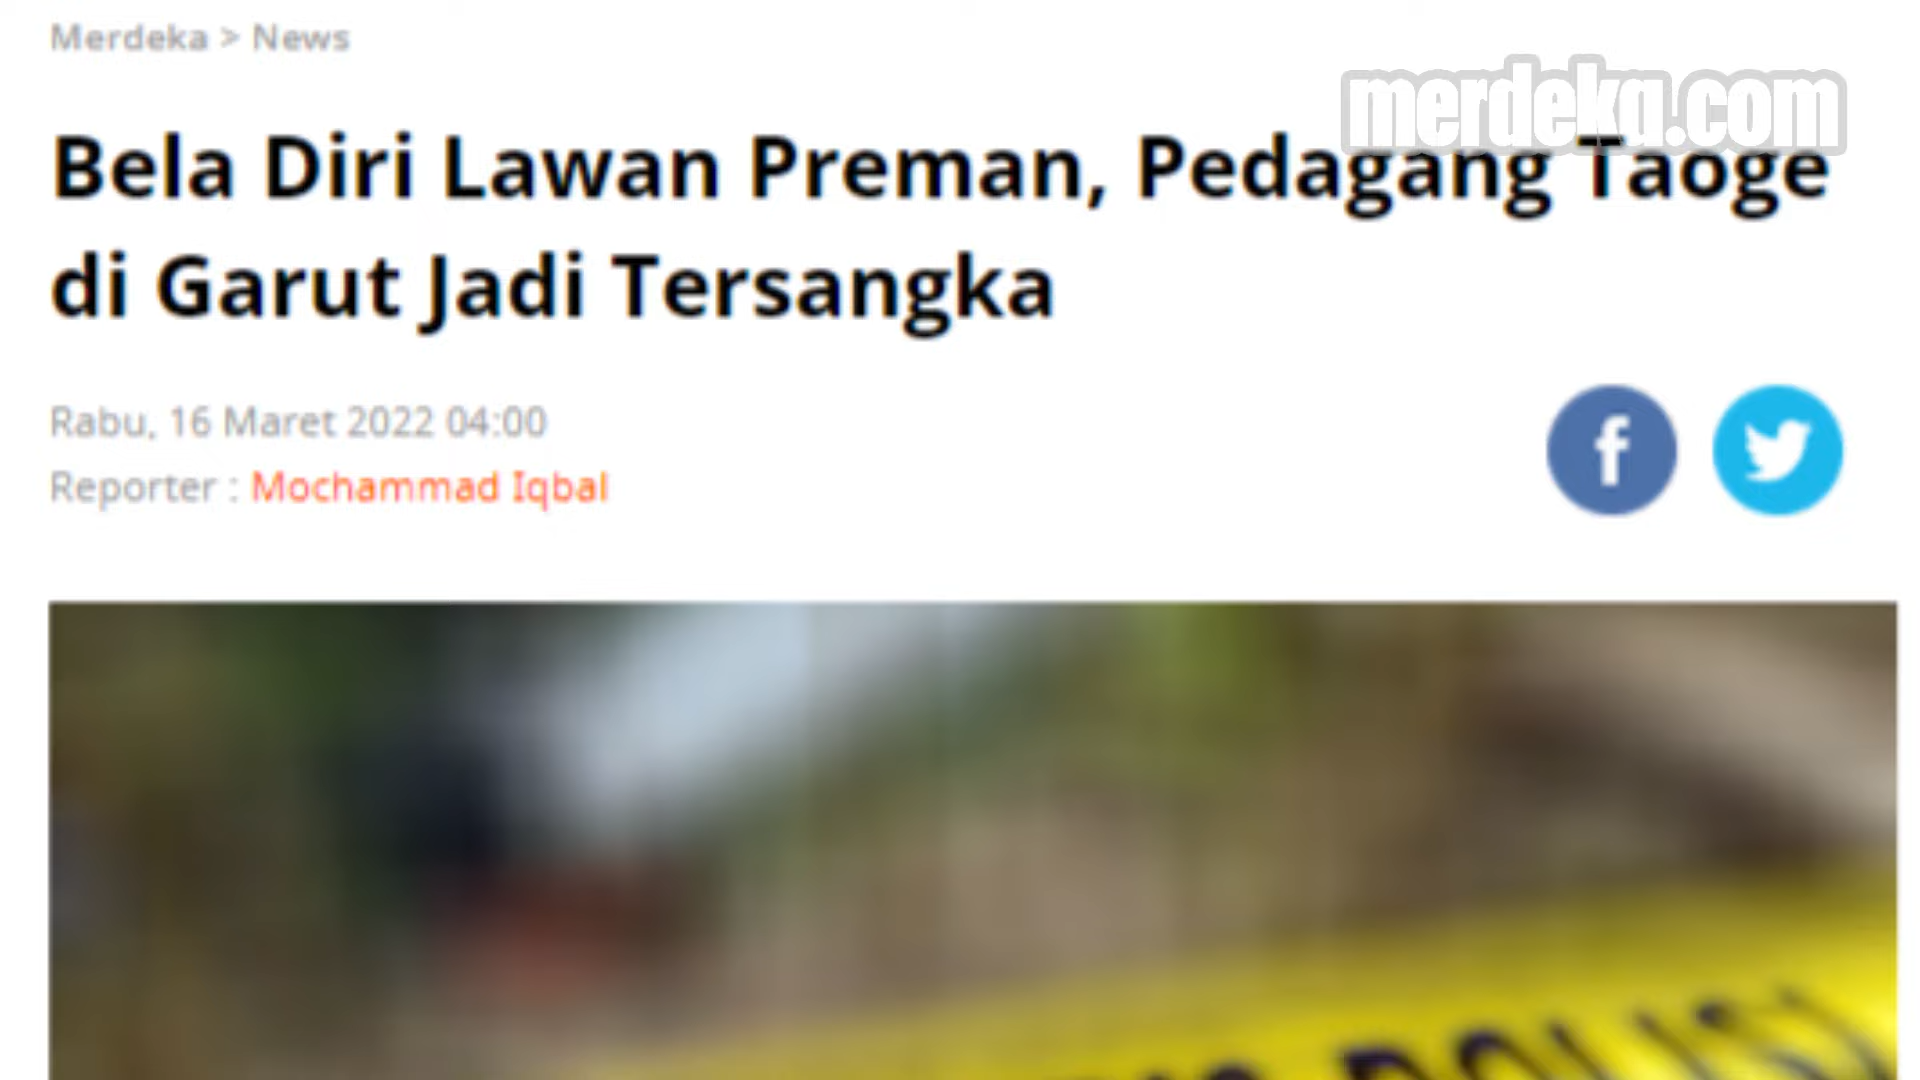 Merdeka > News
merdeka.com
Bela Diri Lawan Preman, Pedagang Taoge
di Garut Jadi Tersangka
Rabu, 16 Maret 2022 04:00
Reporter : Mochammad Iqbal
f